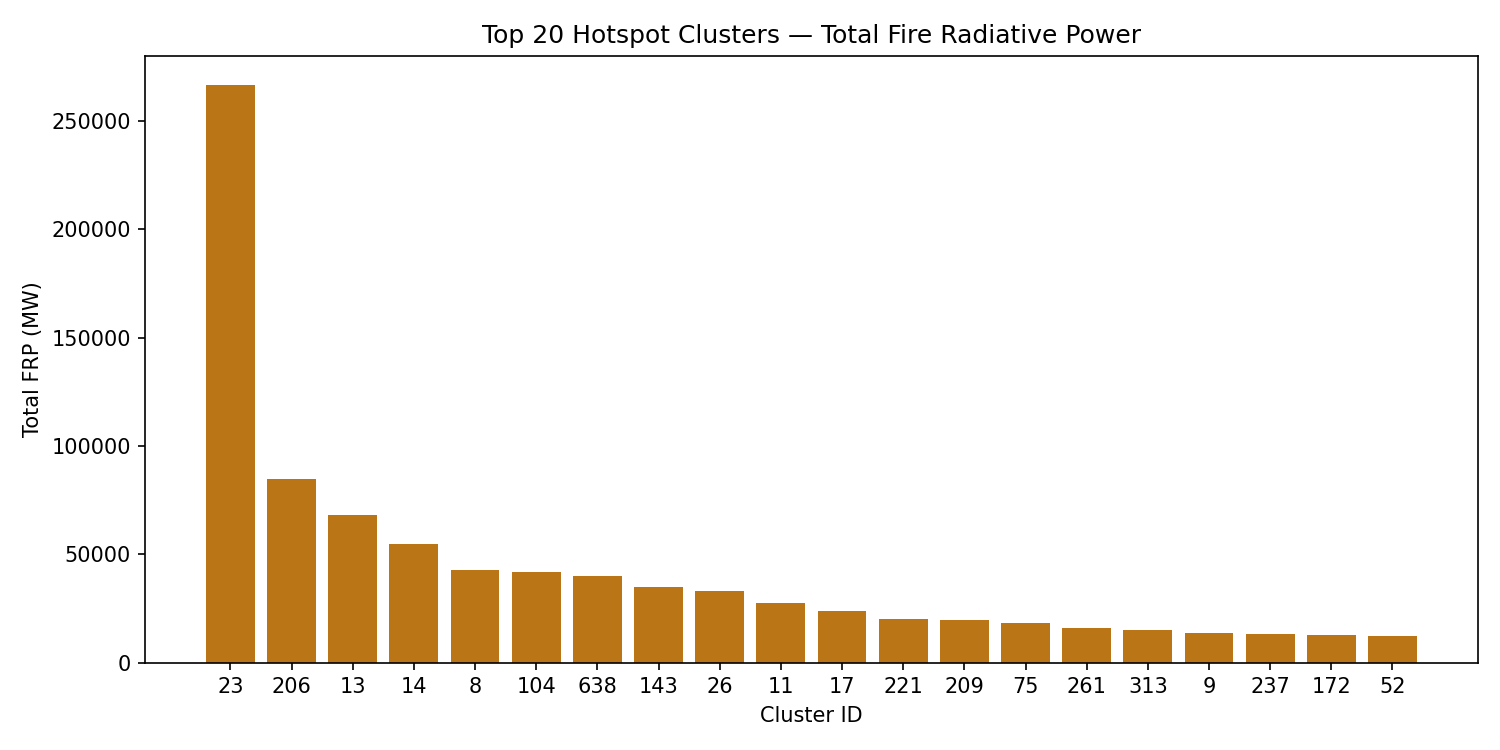 Top 20 Hotspot Clusters — Total Fire Radiative Power
Total FRP (MW)
250000
200000
150000
100000
50000
0
23 206 13 14 8 104 638 143 26 11 17 221 209 75 261 313 9 237 172 52
Cluster ID